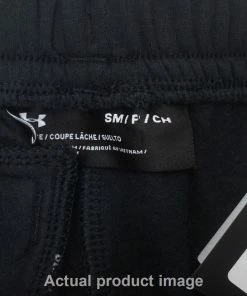 SM/P/CH
E / COUPE LÂCHE / SUELTO
/ FABRIQUÉ AU VIETNAM /
Actual product image